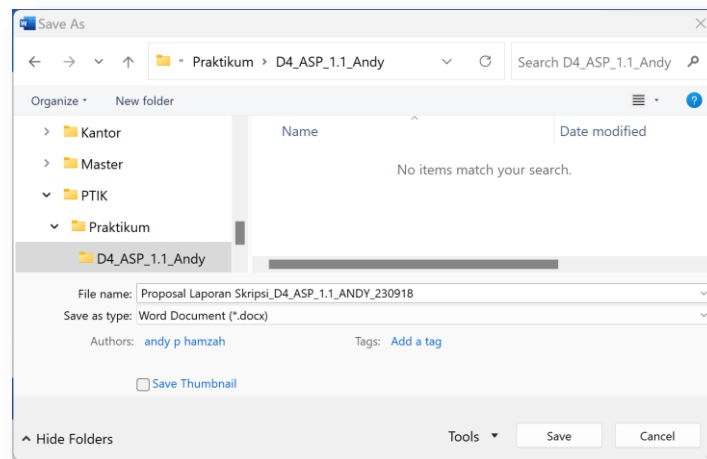 Save As
Praktikum > D4_ASP_1.1_Andy
Search D4_ASP_1.1_Andy
Organize
New folder
Kantor
Master
PTIK
Praktikum
D4_ASP_1.1_Andy
Name
Date modified
No items match your search.
File name: Proposal Laporan Skripsi_D4_ASP_1.1_ANDY_230918
Save as type: Word Document (*.docx)
Authors: andy p hamzah
Tags: Add a tag
Save Thumbnail
Hide Folders
Tools
Save
Cancel